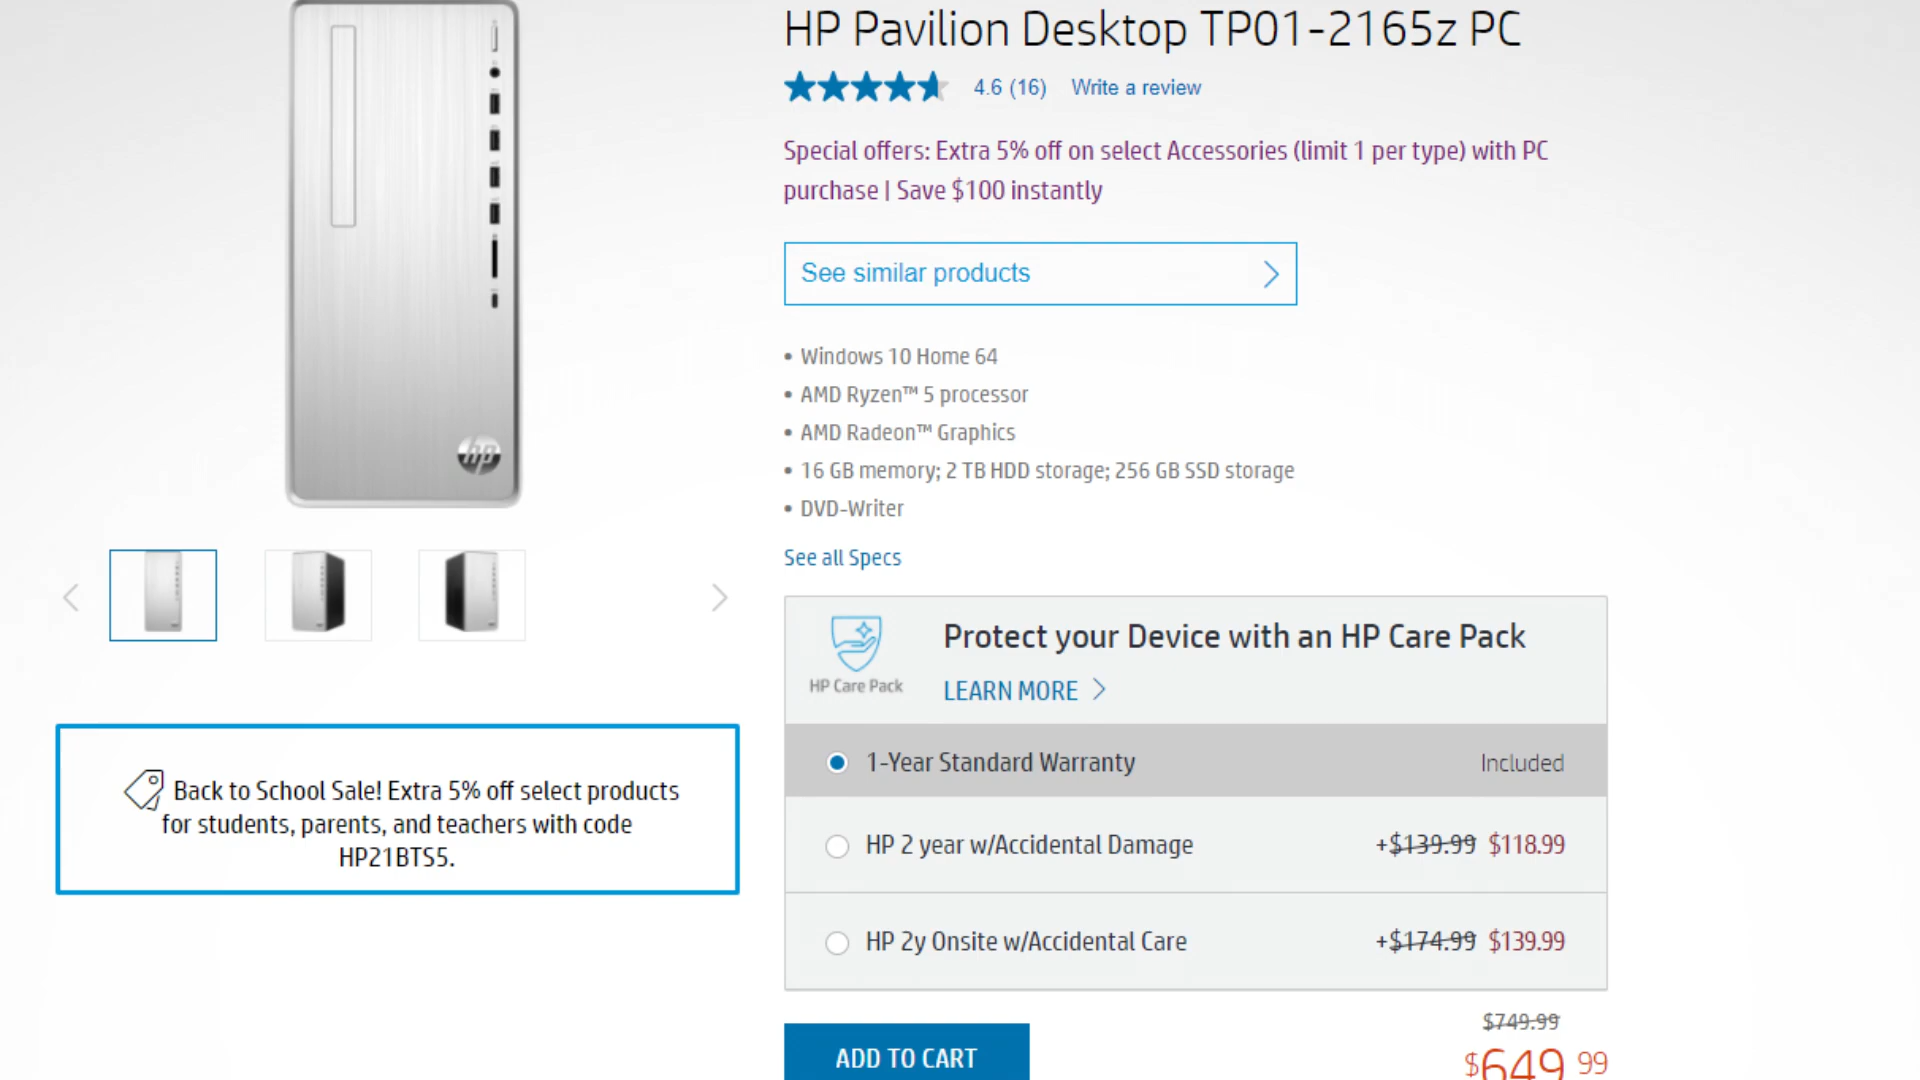 HP Pavilion Desktop TP01-2165z PC
4.6 (16) Write a review
Special offers: Extra 5% off on select Accessories (limit 1 per type) with PC
purchase | Save $100 instantly
See similar products
• Windows 10 Home 64
• AMD Ryzen™ 5 processor
• AMD Radeon™ Graphics
• 16 GB memory; 2 TB HDD storage; 256 GB SSD storage
• DVD-Writer
See all Specs
hp
Protect your Device with an HP Care Pack
HP Care Pack
LEARN MORE
1-Year Standard Warranty Included
HP 2 year w/Accidental Damage +$139.99 $118.99
HP 2y Onsite w/Accidental Care +$174.99 $139.99
Back to School Sale! Extra 5% off select products
for students, parents, and teachers with code
HP21BTS5.
$749.99
ADD TO CART
$649.99